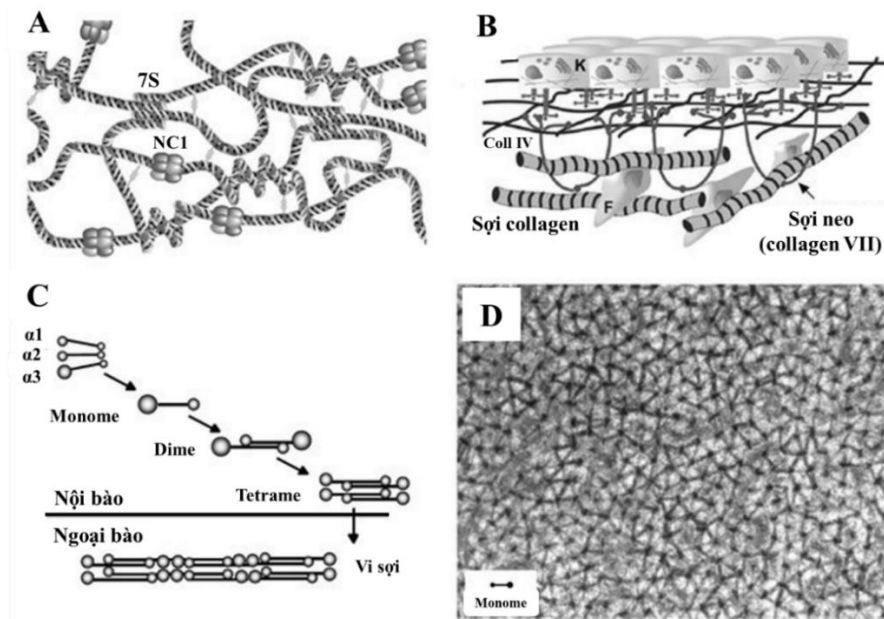 A
7S
NC1
B
K
Coll IV
F
Sợi collagen
Sợi neo
(collagen VII)
C
α1
α2
α3
Monome
Dime
Tetrame
Nội bào
Ngoại bào
Vi sợi
D
Monome